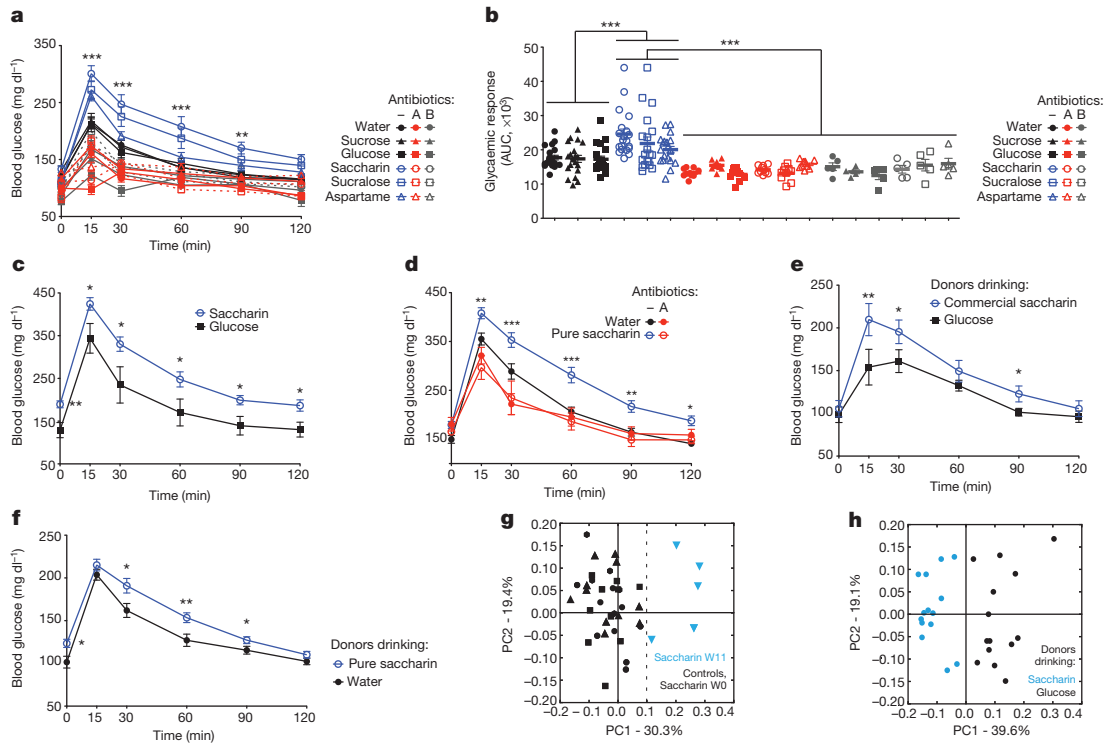 a
Blood glucose (mg dl⁻¹)
350
250
150
50
0 15 30 60 90 120
Time (min)
***
***
***
**
Antibiotics:
– A B
Water
Sucrose
Glucose
Saccharin
Sucralose
Aspartame
b
Glycaemic response
(AUC, ×10³)
50
40
30
20
10
0
***
***
Antibiotics:
– A B
Water
Sucrose
Glucose
Saccharin
Sucralose
Aspartame
c
Blood glucose (mg dl⁻¹)
450
350
250
150
50
0 15 30 60 90 120
Time (min)
**
*
*
*
*
*
Saccharin
Glucose
d
Blood glucose (mg dl⁻¹)
450
350
250
150
0 15 30 60 90 120
Time (min)
**
***
***
**
*
Antibiotics:
– A
Water
Pure saccharin
e
Blood glucose (mg dl⁻¹)
250
200
150
100
50
0 15 30 60 90 120
Time (min)
**
*
*
Donors drinking:
Commercial saccharin
Glucose
f
Blood glucose (mg dl⁻¹)
250
200
150
100
50
0 15 30 60 90 120
Time (min)
*
*
**
*
Donors drinking:
Pure saccharin
Water
g
PC2 - 19.4%
0.20
0.15
0.10
0.05
0.00
−0.05
−0.10
−0.15
−0.20
−0.2 −0.1 0.0 0.1 0.2 0.3 0.4
PC1 - 30.3%
Saccharin W11
Controls,
Saccharin W0
h
PC2 - 19.1%
0.20
0.15
0.10
0.05
0.00
−0.05
−0.10
−0.15
−0.20
−0.2 −0.1 0.0 0.1 0.2 0.3 0.4
PC1 - 39.6%
Donors
drinking:
Saccharin
Glucose